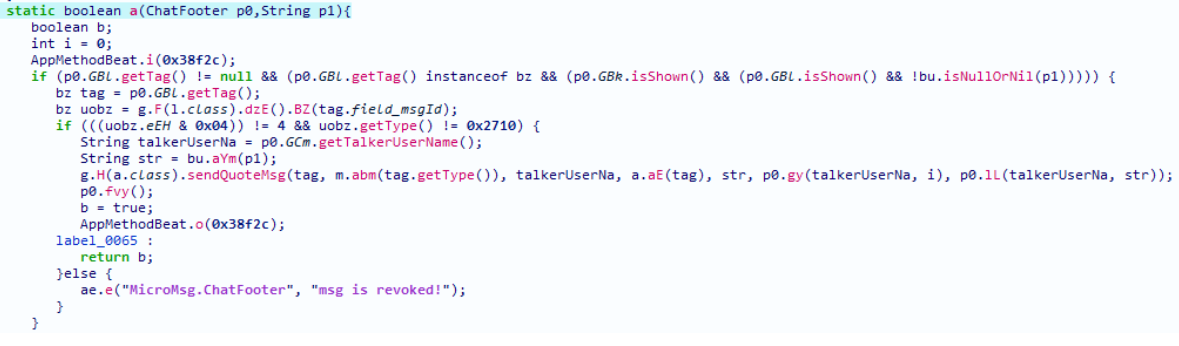 static boolean a(ChatFooter p0,String p1){
boolean b;
int i = 0;
AppMethodBeat.i(0x38f2c);
if (p0.GBl.getTag() != null && (p0.GBl.getTag() instanceof bz && (p0.GBk.isShown() && (p0.GBl.isShown() && !bu.isNullOrNil(p1))))) {
bz tag = p0.GBl.getTag();
bz uobz = g.F(l.class).dzE().BZ(tag.field_msgId);
if (((uobz.eEH & 0x04)) != 4 && uobz.getType() != 0x2710) {
String talkerUserNa = p0.GCm.getTalkerUserName();
String str = bu.aYm(p1);
g.H(a.class).sendQuoteMsg(tag, m.abm(tag.getType()), talkerUserNa, a.aE(tag), str, p0.gy(talkerUserNa, i), p0.lL(talkerUserNa, str));
p0.fvy();
b = true;
AppMethodBeat.o(0x38f2c);
label_0065 :
return b;
}else {
ae.e("MicroMsg.ChatFooter", "msg is revoked!");
}
}